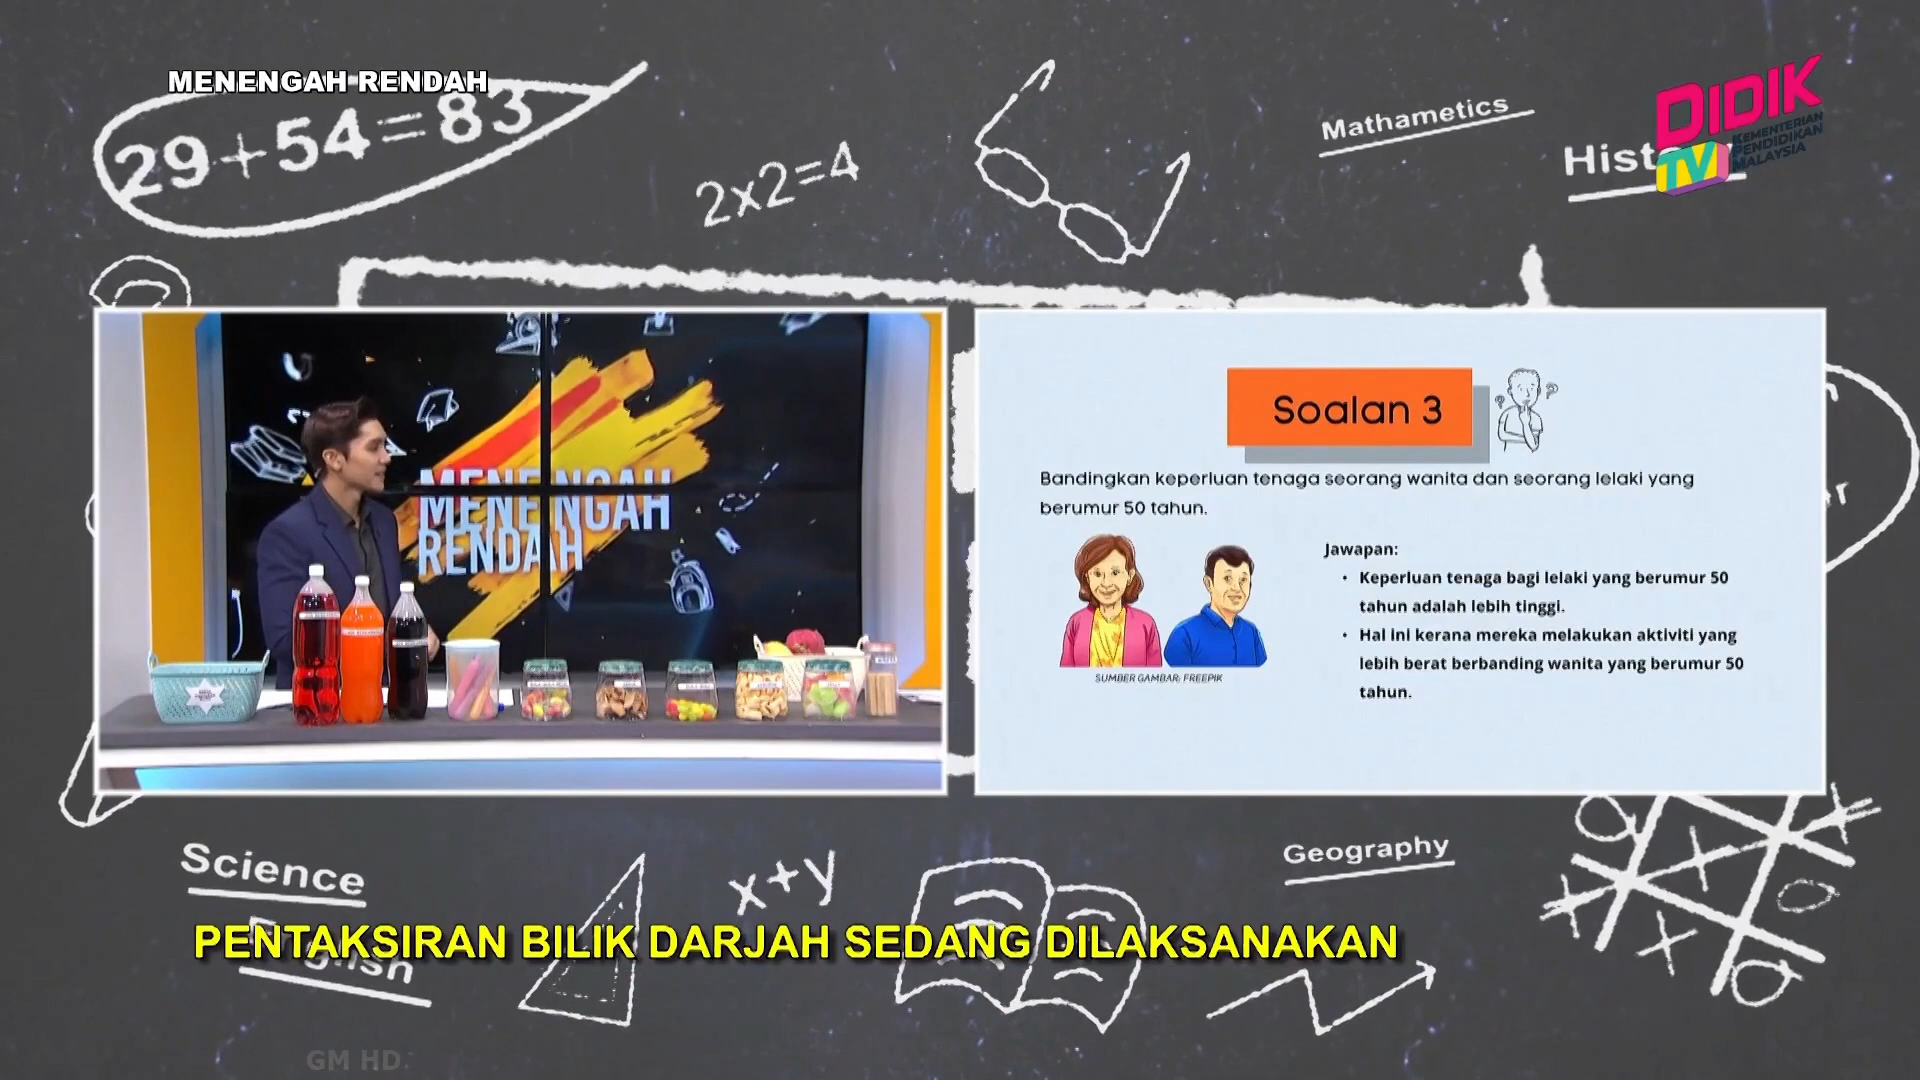 MENENGAH RENDAH
29+54=83
2x2=4
Mathametics
DIDIK
TV
KEMENTERIAN
PENDIDIKAN
MALAYSIA
MENENGAH
RENDAH
Soalan 3
Bandingkan keperluan tenaga seorang wanita dan seorang lelaki yang
berumur 50 tahun.
Jawapan:
• Keperluan tenaga bagi lelaki yang berumur 50
tahun adalah lebih tinggi.
• Hal ini kerana mereka melakukan aktiviti yang
lebih berat berbanding wanita yang berumur 50
tahun.
SUMBER GAMBAR: FREEPIK
Science
x+y
Geography
PENTAKSIRAN BILIK DARJAH SEDANG DILAKSANAKAN
GM HD